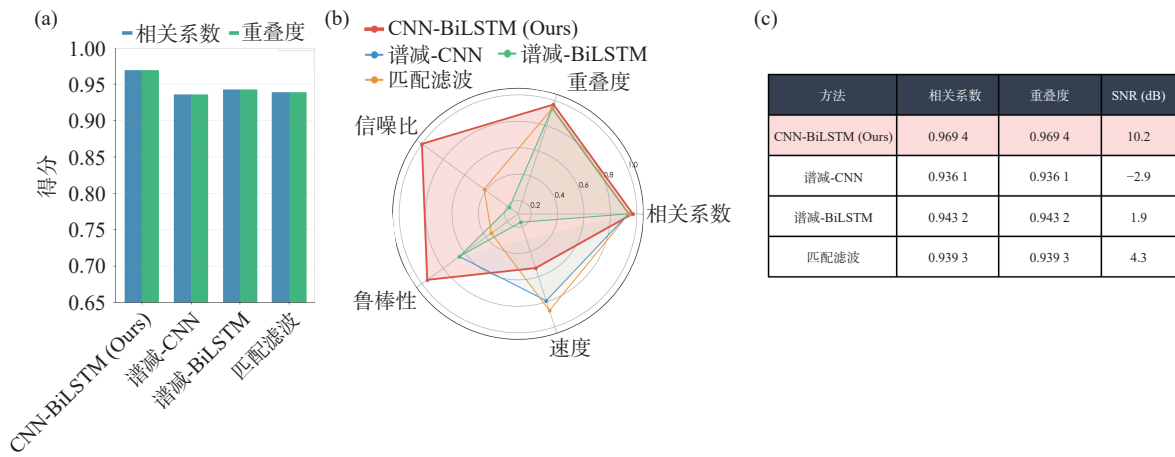 (a)
相关系数 重叠度
1.00
0.95
0.90
0.85
0.80
0.75
0.70
0.65
得分
CNN-BiLSTM (Ours)
谱减-CNN
谱减-BiLSTM
匹配滤波
(b)
CNN-BiLSTM (Ours)
谱减-CNN 谱减-BiLSTM
匹配滤波
重叠度
信噪比
相关系数
鲁棒性
速度
0.2
0.4
0.6
0.8
1.0
(c)
方法 相关系数 重叠度 SNR (dB)
CNN-BiLSTM (Ours) 0.969 4 0.969 4 10.2
谱减-CNN 0.936 1 0.936 1 −2.9
谱减-BiLSTM 0.943 2 0.943 2 1.9
匹配滤波 0.939 3 0.939 3 4.3